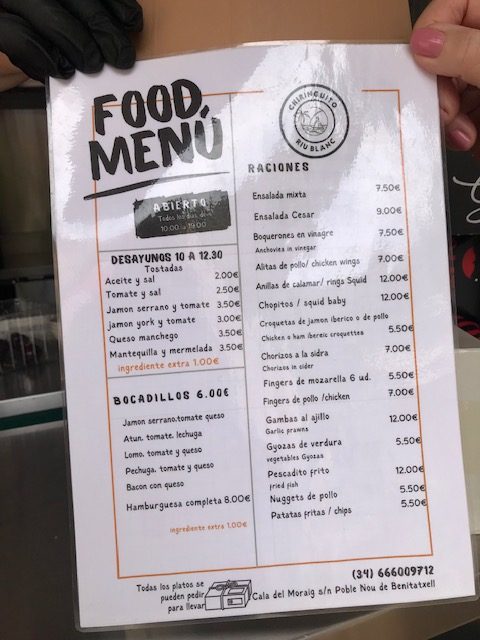 FOOD
MENÚ
CHIRINGUITO
RIU BLANC
ABIERTO
Todos los días de
10:00 a 19:00
DESAYUNOS 10 A 12.30
Tostadas
Aceite y sal 2.00€
Tomate y sal 2.50€
Jamon serrano y tomate 3.50€
jamon york y tomate 3.00€
Queso manchego 3.50€
Mantequilla y mermelada 3.50€
ingrediente extra 1.00€
BOCADILLOS 6.00€
Jamon serrano,tomate queso
Atun, tomate, lechuga
Lomo, tomate y queso
Pechuga, tomate y queso
Bacon con queso
Hamburguesa completa 8.00€
ingrediente extra 1.00€
RACIONES
Ensalada mixta 7.50€
Ensalada Cesar 9.00€
Boquerones en vinagre 7.50€
Anchovies in vinegar
Alitas de pollo/ chicken wings 7.00€
Anillas de calamar/ rings Squid 12.00€
Chopitos / squid baby 12.00€
Croquetas de jamon iberico o de pollo
Chicken o ham ibereic croquettes 5.50€
Chorizos a la sidra 7.00€
Chorizos in cider
Fingers de mozarella 6 ud. 5.50€
Fingers de pollo /chicken 7.00€
Gambas al ajillo 12.00€
Garlic prawns
Gyozas de verdura 5.50€
vegetables Gyozas
Pescadito frito 12.00€
fried fish
Nuggets de pollo 5.50€
Patatas fritas / chips 5.50€
Todas los platos se
pueden pedir
para llevar
(34) 666009712
Cala del Moraig s/n Poble Nou de Benitatxell